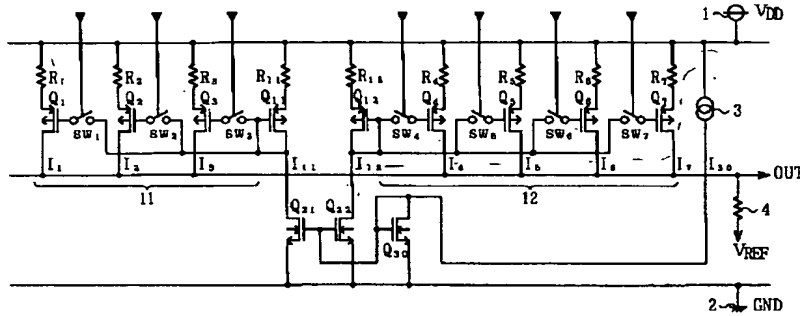 1 VDD
R1 R2 R3 R11 R12 R4 R5 R6 R7
Q1 Q2 Q3 Q11 Q12 Q4 Q5 Q6 Q7
3
SW1 SW2 SW3 SW4 SW5 SW6 SW7
I1 I2 I3 I11 I12 I4 I5 I6 I7 I30 OUT
11 12
Q21 Q22 Q30
4
VREF
2 GND